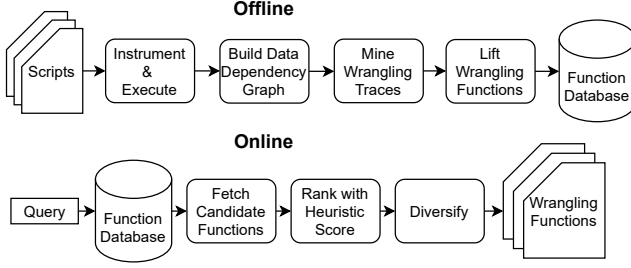 Offline
Scripts
Instrument
&
Execute
Build Data
Dependency
Graph
Mine
Wrangling
Traces
Lift
Wrangling
Functions
Function
Database
Online
Query
Function
Database
Fetch
Candidate
Functions
Rank with
Heuristic
Score
Diversify
Wrangling
Functions